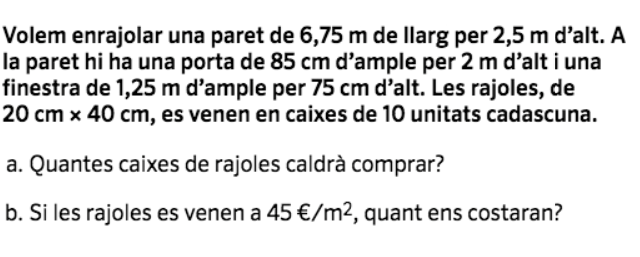 Volem enrajolar una paret de 6,75 m de llarg per 2,5 m d’alt. A
la paret hi ha una porta de 85 cm d’ample per 2 m d’alt i una
finestra de 1,25 m d’ample per 75 cm d’alt. Les rajoles, de
20 cm × 40 cm, es venen en caixes de 10 unitats cadascuna.
a. Quantes caixes de rajoles caldrà comprar?
b. Si les rajoles es venen a 45 €/m², quant ens costaran?